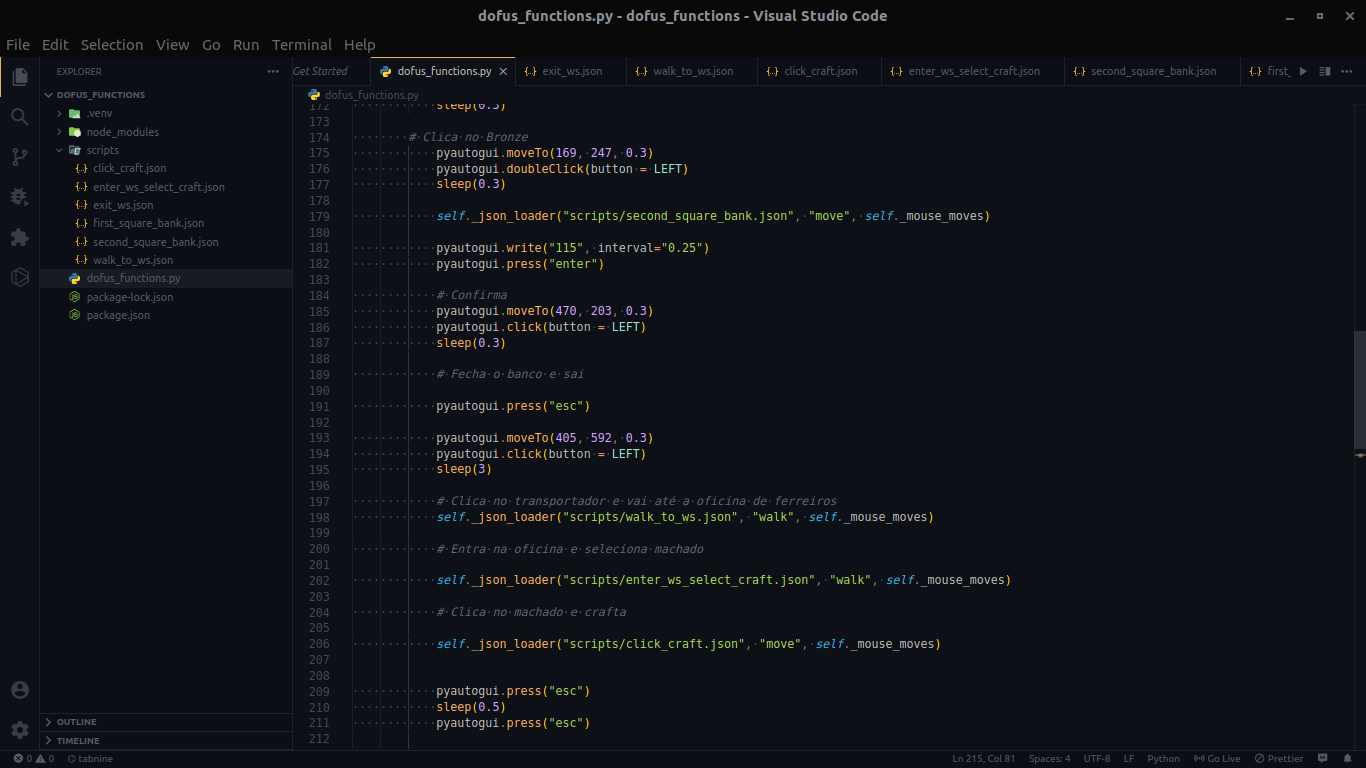 dofus_functions.py - dofus_functions - Visual Studio Code
File Edit Selection View Go Run Terminal Help
EXPLORER
DOFUS_FUNCTIONS
.venv
node_modules
scripts
click_craft.json
enter_ws_select_craft.json
exit_ws.json
first_square_bank.json
second_square_bank.json
walk_to_ws.json
dofus_functions.py
package-lock.json
package.json
OUTLINE
TIMELINE
Get Started dofus_functions.py exit_ws.json walk_to_ws.json click_craft.json enter_ws_select_craft.json second_square_bank.json first_
dofus_functions.py
172 sleep(0.3)
173
174 # Clica no Bronze
175 pyautogui.moveTo(169, 247, 0.3)
176 pyautogui.doubleClick(button = LEFT)
177 sleep(0.3)
178
179 self._json_loader("scripts/second_square_bank.json", "move", self._mouse_moves)
180
181 pyautogui.write("115", interval="0.25")
182 pyautogui.press("enter")
183
184 # Confirma
185 pyautogui.moveTo(470, 203, 0.3)
186 pyautogui.click(button = LEFT)
187 sleep(0.3)
188
189 # Fecha o banco e sai
190
191 pyautogui.press("esc")
192
193 pyautogui.moveTo(405, 592, 0.3)
194 pyautogui.click(button = LEFT)
195 sleep(3)
196
197 # Clica no transportador e vai até a oficina de ferreiros
198 self._json_loader("scripts/walk_to_ws.json", "walk", self._mouse_moves)
199
200 # Entra na oficina e seleciona machado
201
202 self._json_loader("scripts/enter_ws_select_craft.json", "walk", self._mouse_moves)
203
204 # Clica no machado e crafta
205
206 self._json_loader("scripts/click_craft.json", "move", self._mouse_moves)
207
208
209 pyautogui.press("esc")
210 sleep(0.5)
211 pyautogui.press("esc")
212
0 0 tabnine Ln 215, Col 81 Spaces: 4 UTF-8 LF Python Go Live Prettier